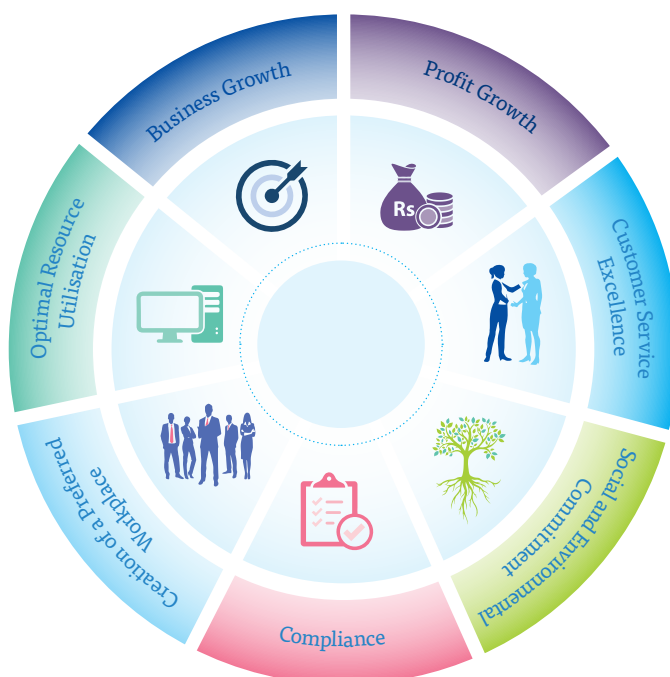 Business Growth
Profit Growth
Rs
Customer Service
Excellence
Social and Environmental
Commitment
Compliance
Creation of a Preferred
Workplace
Optimal Resource
Utilisation